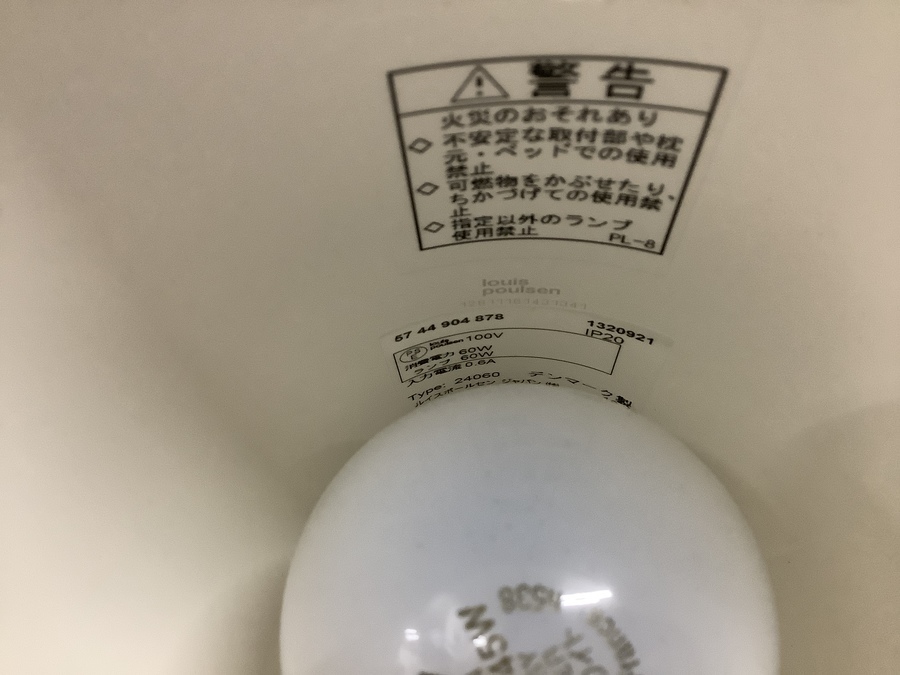 警告
火災のおそれあり
◇ 不安定な取付部や枕
元・ベッドでの使用
禁止
◇ 可燃物をかぶせたり、
ちかづけての使用禁
止
◇ 指定以外のランプ
使用禁止 PL-8
louis
poulsen
57 44 904 878 1320921
PS E louis poulsen 100V IP20
消費電力 60W
ランプ 60W
入力電流 0.6A
Type: 24060 デンマーク製
ルイスポールセン ジャパン ㈱